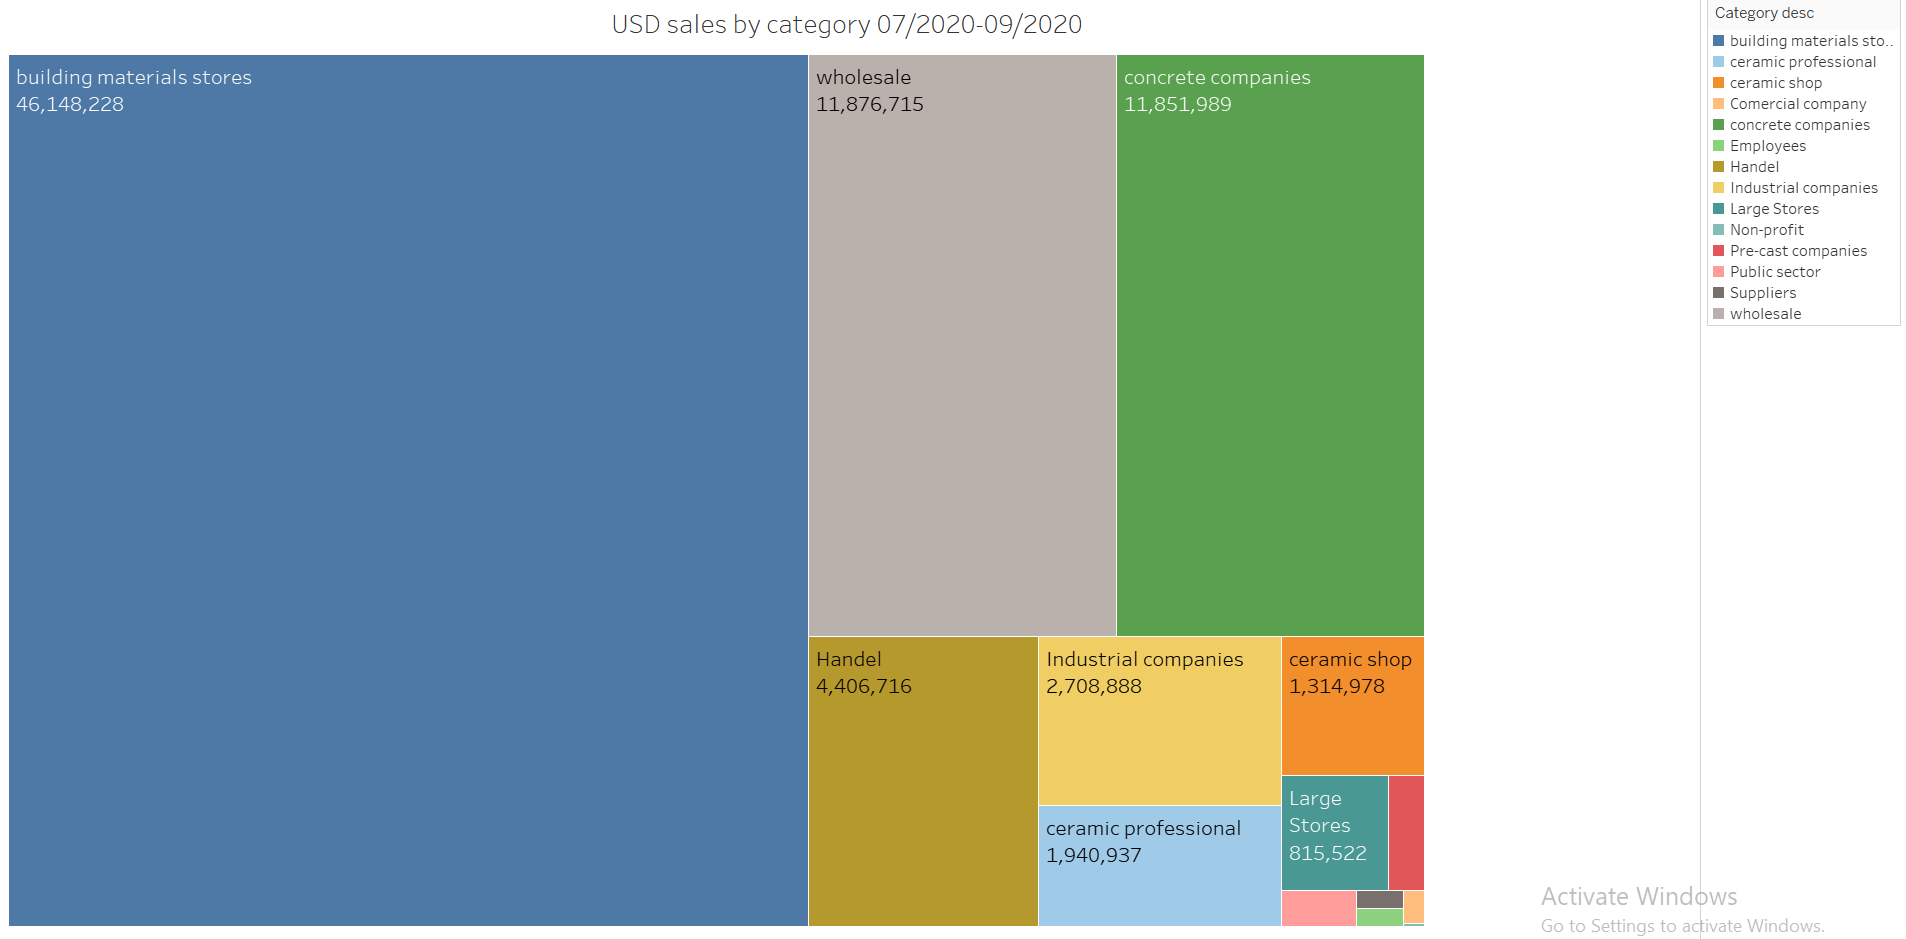 USD sales by category 07/2020-09/2020
building materials stores
46,148,228
wholesale
11,876,715
concrete companies
11,851,989
Handel
4,406,716
Industrial companies
2,708,888
ceramic professional
1,940,937
ceramic shop
1,314,978
Large
Stores
815,522
Category desc
building materials sto..
ceramic professional
ceramic shop
Comercial company
concrete companies
Employees
Handel
Industrial companies
Large Stores
Non-profit
Pre-cast companies
Public sector
Suppliers
wholesale
Activate Windows
Go to Settings to activate Windows.